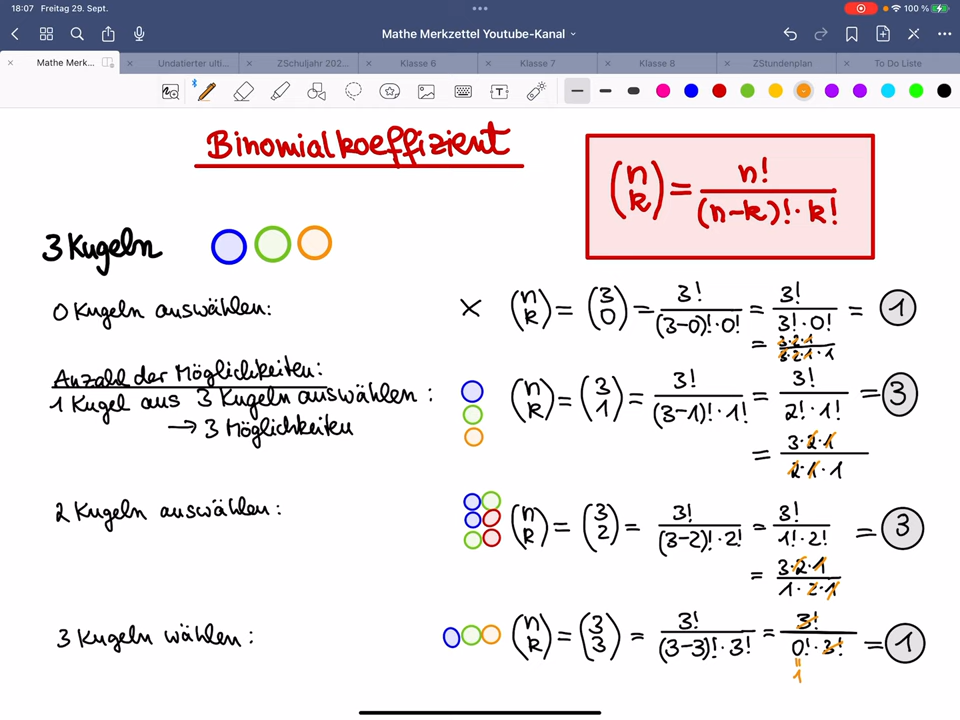 18:07 Freitag 29. Sept.
100 %
Mathe Merkzettel Youtube-Kanal
Mathe Merkz...
Undatierter ulti...
ZSchuljahr 202...
Klasse 6
Klasse 7
Klasse 8
ZStundenplan
To Do Liste
Binomialkoeffizient
(n k) = n! / (n-k)! · k!
3 Kugeln
0 Kugeln auswählen:
× (n k) = (3 0) = 3! / (3-0)! · 0! = 3! / 3! · 0! = 1
= 3·2·1 / 3·2·1·1
Anzahl der Möglichkeiten:
1 Kugel aus 3 Kugeln auswählen:
→ 3 Möglichkeiten
(n k) = (3 1) = 3! / (3-1)! · 1! = 3! / 2! · 1! = 3
= 3·2·1 / 2·1·1
2 Kugeln auswählen:
(n k) = (3 2) = 3! / (3-2)! · 2! = 3! / 1! · 2! = 3
= 3·2·1 / 1·2·1
3 Kugeln wählen:
(n k) = (3 3) = 3! / (3-3)! · 3! = 3! / 0! · 3! = 1
=
1